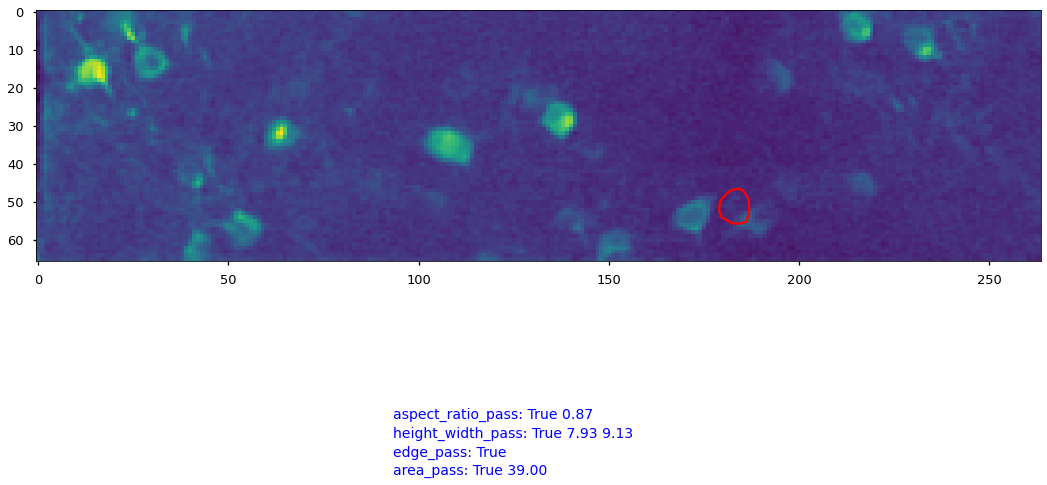 0
10
20
30
40
50
60
0 50 100 150 200 250
aspect_ratio_pass: True 0.87
height_width_pass: True 7.93 9.13
edge_pass: True
area_pass: True 39.00